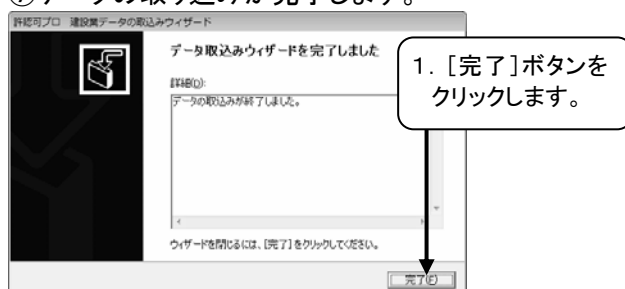 データの取り込みが完了します。
許認可プロ 建設業データの取込みウィザード
データ取込みウィザードを完了しました
1. [完了]ボタンを
クリックします。
詳細(D):
データの取込みが終了しました。
ウィザードを閉じるには、[完了]をクリックしてください。
完了(F)